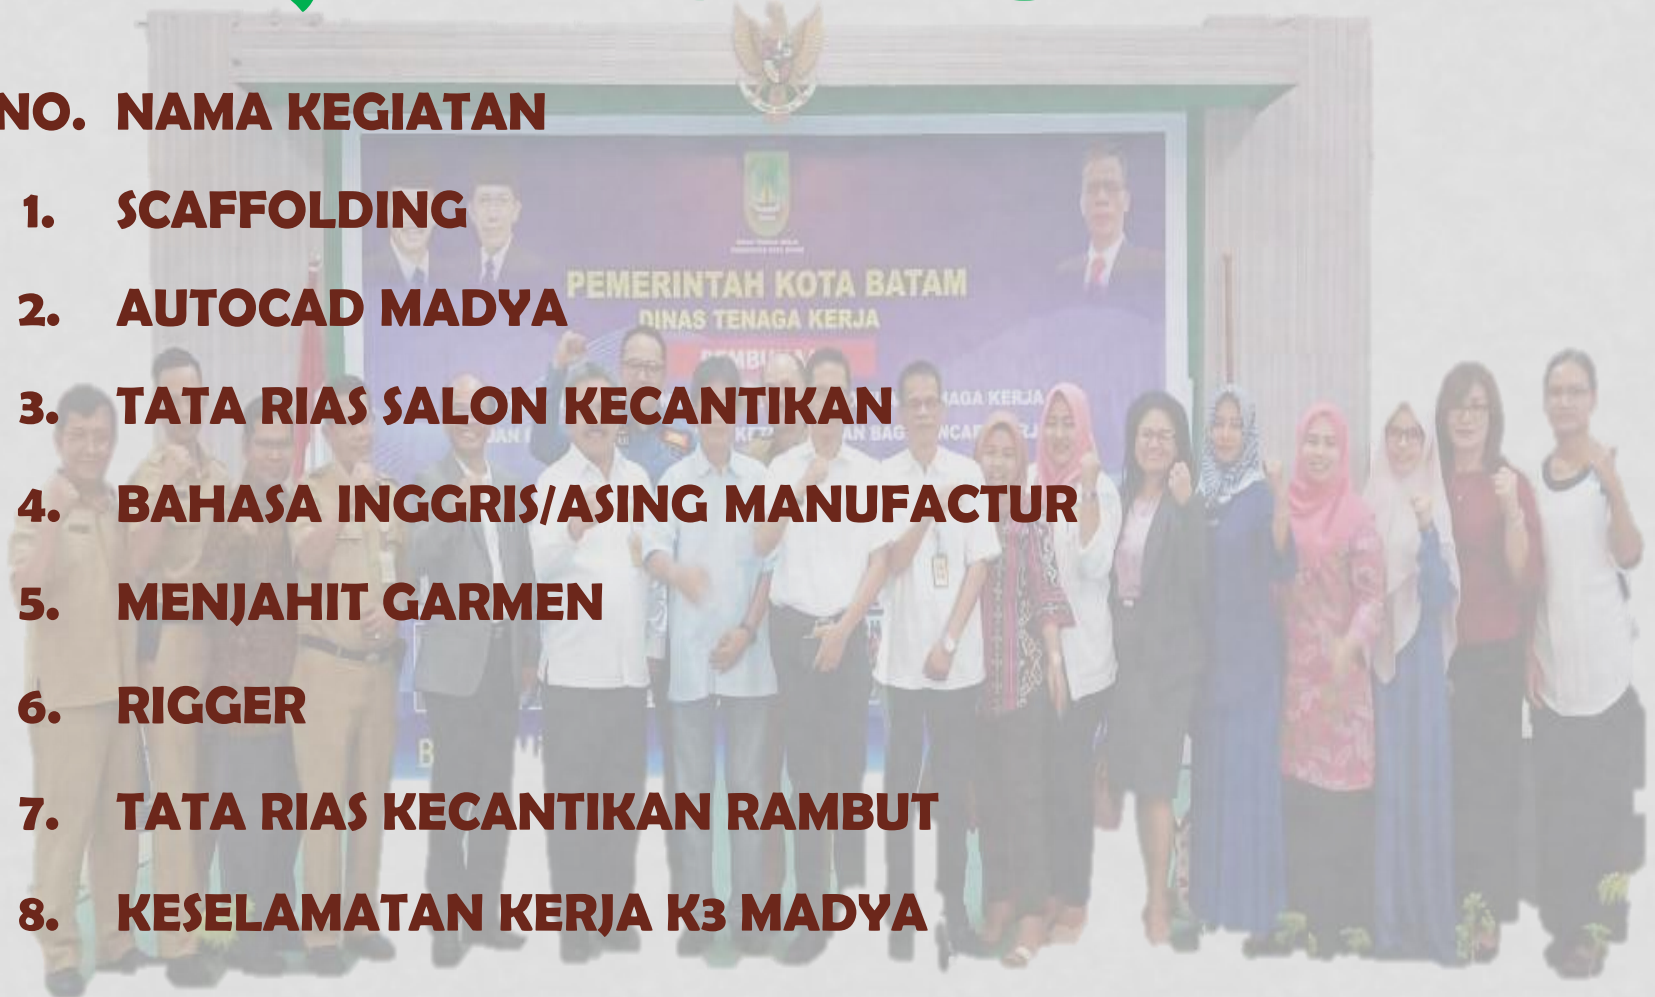 NO. NAMA KEGIATAN
1. SCAFFOLDING
2. AUTOCAD MADYA
3. TATA RIAS SALON KECANTIKAN
4. BAHASA INGGRIS/ASING MANUFACTUR
5. MENJAHIT GARMEN
6. RIGGER
7. TATA RIAS KECANTIKAN RAMBUT
8. KESELAMATAN KERJA K3 MADYA
PEMERINTAH KOTA BATAM
DINAS TENAGA KERJA
KERJA